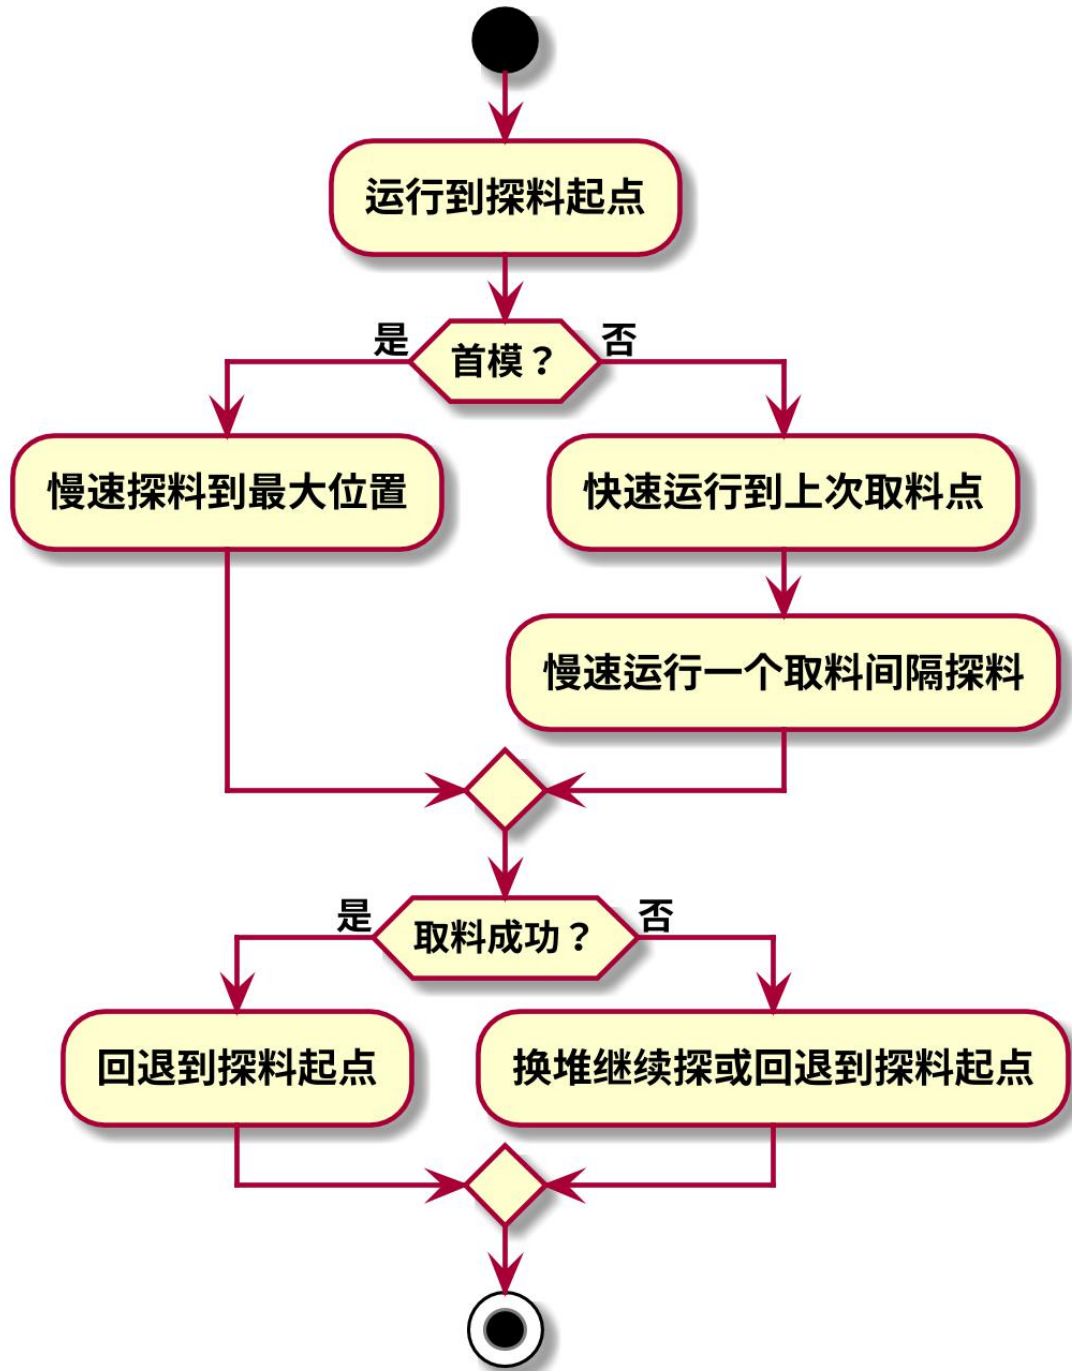 运行到探料起点
是
首模？
否
慢速探料到最大位置
快速运行到上次取料点
慢速运行一个取料间隔探料
是
取料成功？
否
回退到探料起点
换堆继续探或回退到探料起点